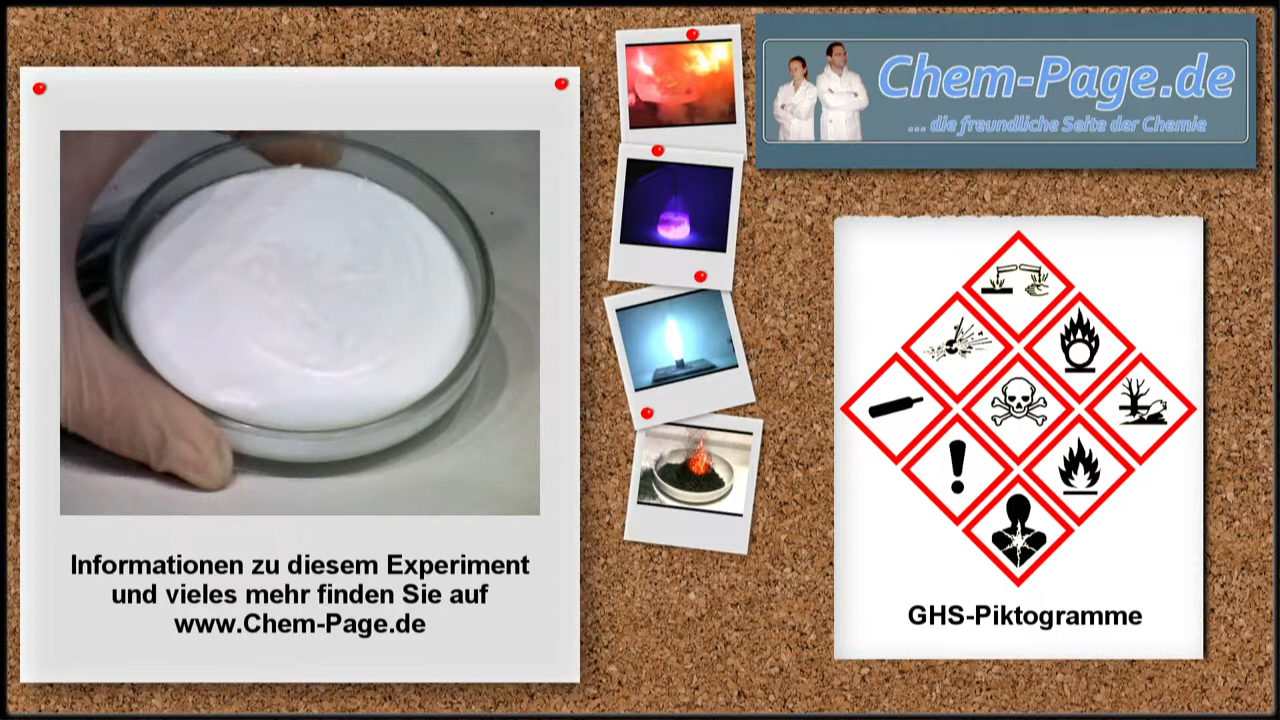 Informationen zu diesem Experiment
und vieles mehr finden Sie auf
www.Chem-Page.de
Chem-Page.de
... die freundliche Seite der Chemie
GHS-Piktogramme